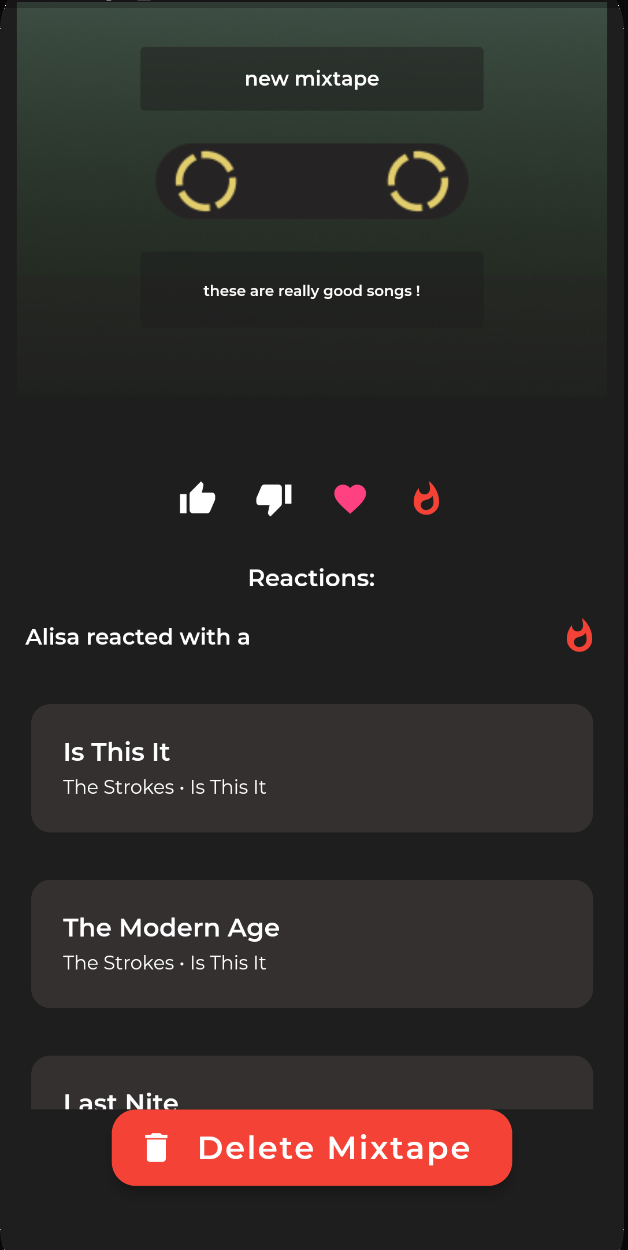 new mixtape
these are really good songs !
Reactions:
Alisa reacted with a
Is This It
The Strokes • Is This It
The Modern Age
The Strokes • Is This It
Last Nite
Delete Mixtape